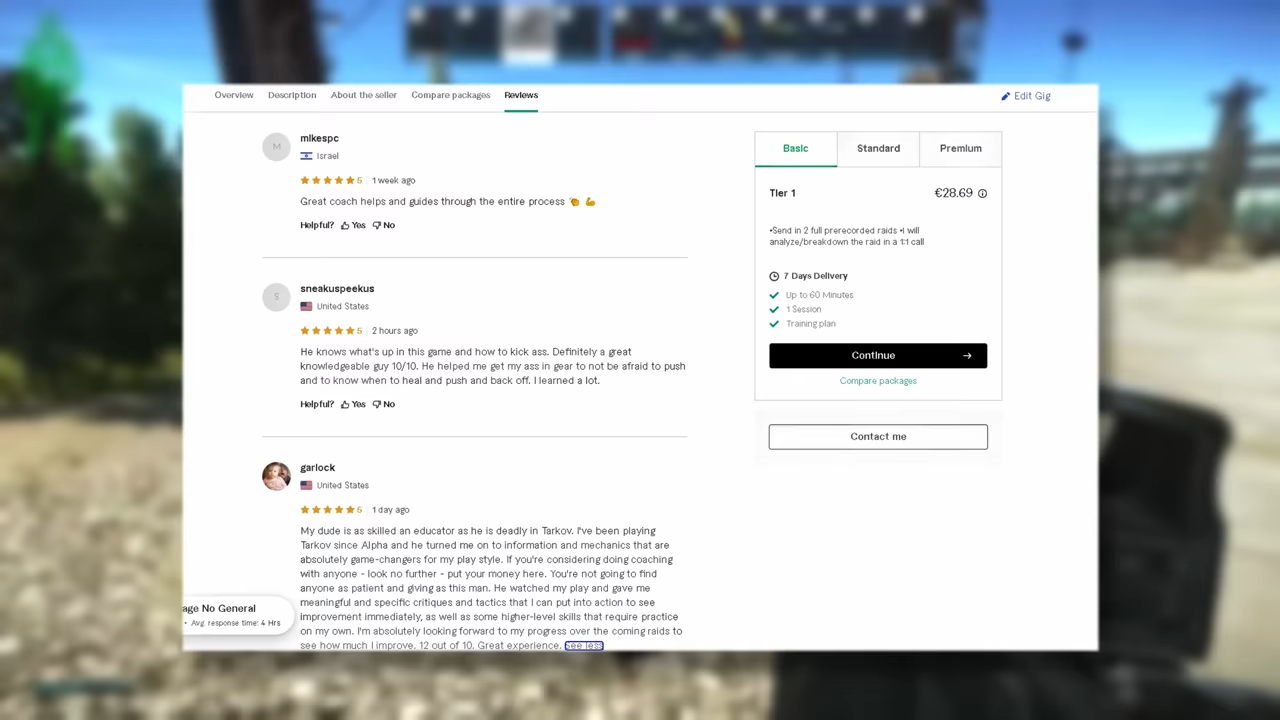 Overview Description About the seller Compare packages Reviews Edit Gig
M
mlkespc
Israel
5 1 week ago
Great coach helps and guides through the entire process
Helpful? Yes No
S
sneakuspeekus
United States
5 2 hours ago
He knows what's up in this game and how to kick ass. Definitely a great
knowledgeable guy 10/10. He helped me get my ass in gear to not be afraid to push
and to know when to heal and push and back off. I learned a lot.
Helpful? Yes No
garlock
United States
5 1 day ago
My dude is as skilled an educator as he is deadly in Tarkov. I've been playing
Tarkov since Alpha and he turned me on to information and mechanics that are
absolutely game-changers for my play style. If you're considering doing coaching
with anyone - look no further - put your money here. You're not going to find
anyone as patient and giving as this man. He watched my play and gave me
meaningful and specific critiques and tactics that I can put into action to see
improvement immediately, as well as some higher-level skills that require practice
on my own. I'm absolutely looking forward to my progress over the coming raids to
see how much I improve. 12 out of 10. Great experience. See less
age No General
• Avg. response time: 4 Hrs
Basic Standard Premium
Tier 1 €28.69
•Send in 2 full prerecorded raids •I will
analyze/breakdown the raid in a 1:1 call
7 Days Delivery
Up to 60 Minutes
1 Session
Training plan
Continue →
Compare packages
Contact me